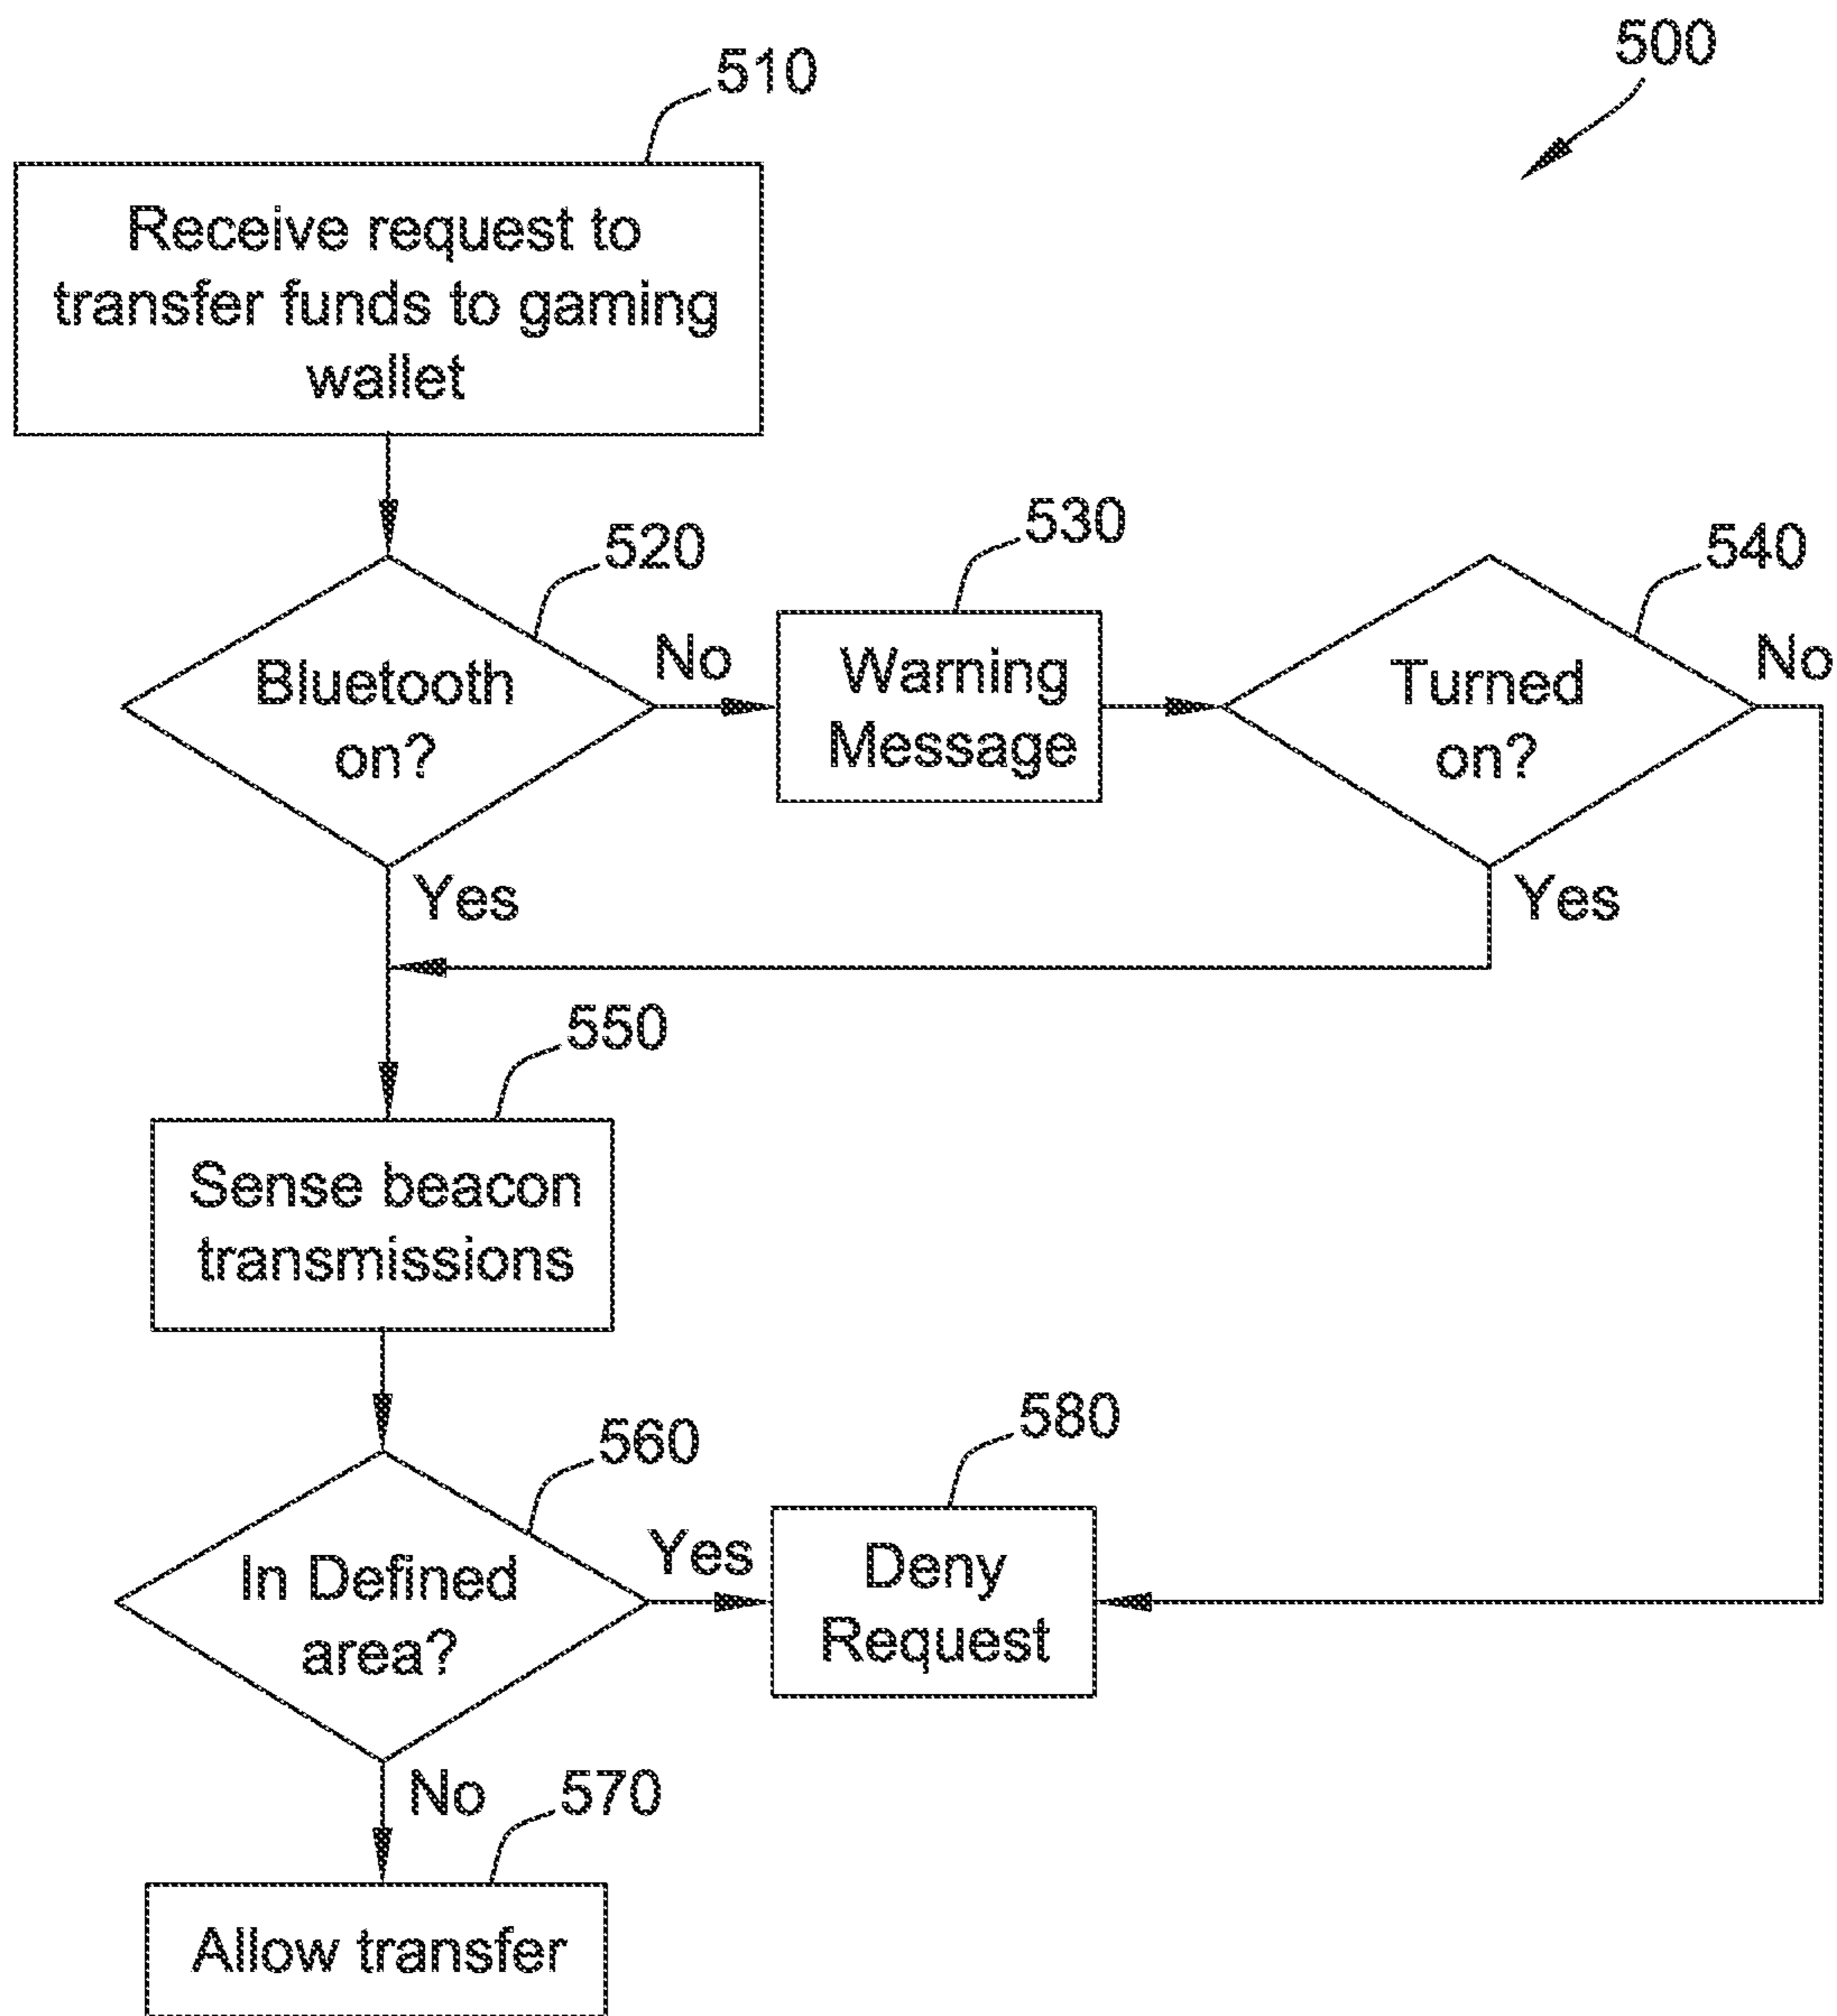 500
510
Receive request to
transfer funds to gaming
wallet
520
Bluetooth
on?
No
Yes
530
Warning
Message
540
Turned
on?
No
Yes
550
Sense beacon
transmissions
560
In Defined
area?
Yes
No
580
Deny
Request
570
Allow transfer